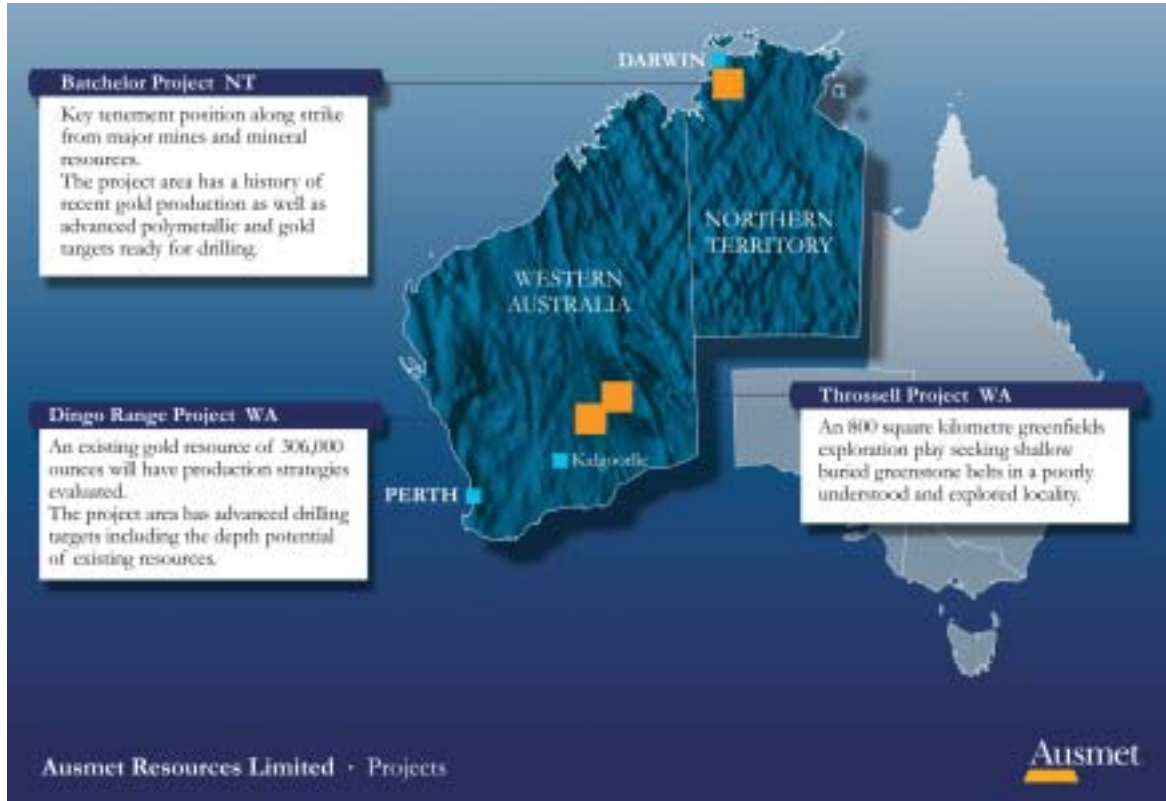 DARWIN
Batchelor Project NT
Key tenement position along strike
from major mines and mineral
resources.
The project area has a history of
recent gold production as well as
advanced polymetallic and gold
targets ready for drilling.
NORTHERN
TERRITORY
WESTERN
AUSTRALIA
Dingo Range Project WA
An existing gold resource of 306,000
ounces will have production strategies
evaluated.
The project area has advanced drilling
targets including the depth potential
of existing resources.
Throssell Project WA
An 800 square kilometre greenfields
exploration play seeking shallow
buried greenstone belts in a poorly
understood and explored locality.
Kalgoorlie
PERTH
Ausmet Resources Limited · Projects
Ausmet